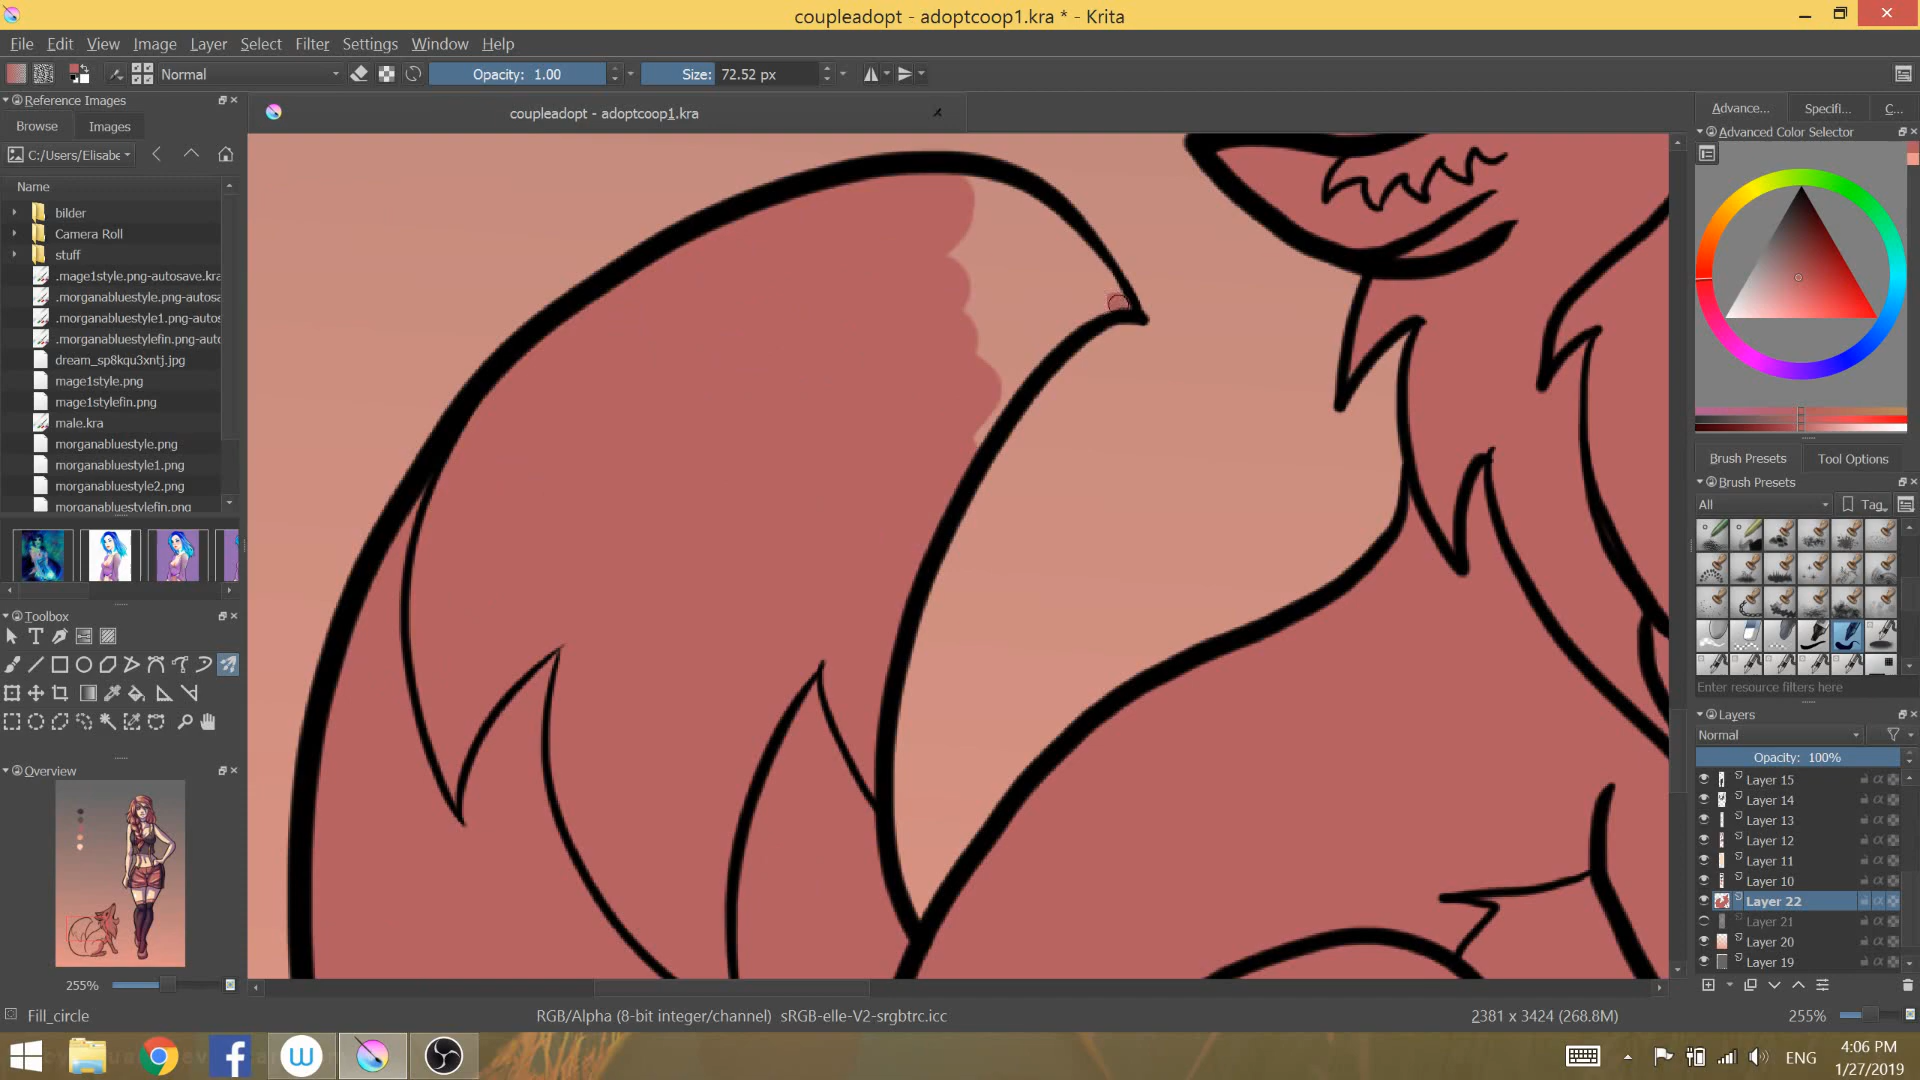 coupleadopt - adoptcoop1.kra * - Krita
File Edit View Image Layer Select Filter Settings Window Help
Normal
Opacity: 1.00
Size: 72.52 px
Reference Images
Browse Images
C:/Users/Elisabe
Name
bilder
Camera Roll
stuff
.mage1style.png-autosave.kra
.morganabluestyle.png-autosa
.morganabluestyle1.png-autos
.morganabluestylefin.png-auto
dream_sp8kqu3xntj.jpg
mage1style.png
mage1stylefin.png
male.kra
morganabluestyle.png
morganabluestyle1.png
morganabluestyle2.png
morganabluestylefin.png
Toolbox
Overview
255%
Fill_circle
coupleadopt - adoptcoop1.kra
RGB/Alpha (8-bit integer/channel) sRGB-elle-V2-srgbtrc.icc
2381 x 3424 (268.8M)
255%
Advance... Specifi... C...
Advanced Color Selector
Brush Presets Tool Options
Brush Presets
All
Tag
Enter resource filters here
Layers
Normal
Opacity: 100%
Layer 15
Layer 14
Layer 13
Layer 12
Layer 11
Layer 10
Layer 22
Layer 21
Layer 20
Layer 19
ENG
4:06 PM
1/27/2019